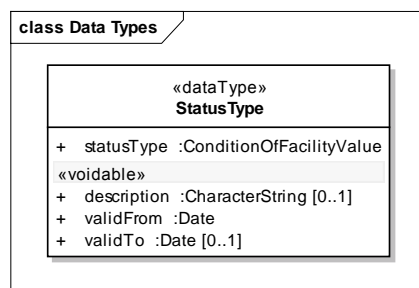 class Data Types
«dataType»
StatusType
+ statusType :ConditionOfFacilityValue
«voidable»
+ description :CharacterString [0..1]
+ validFrom :Date
+ validTo :Date [0..1]